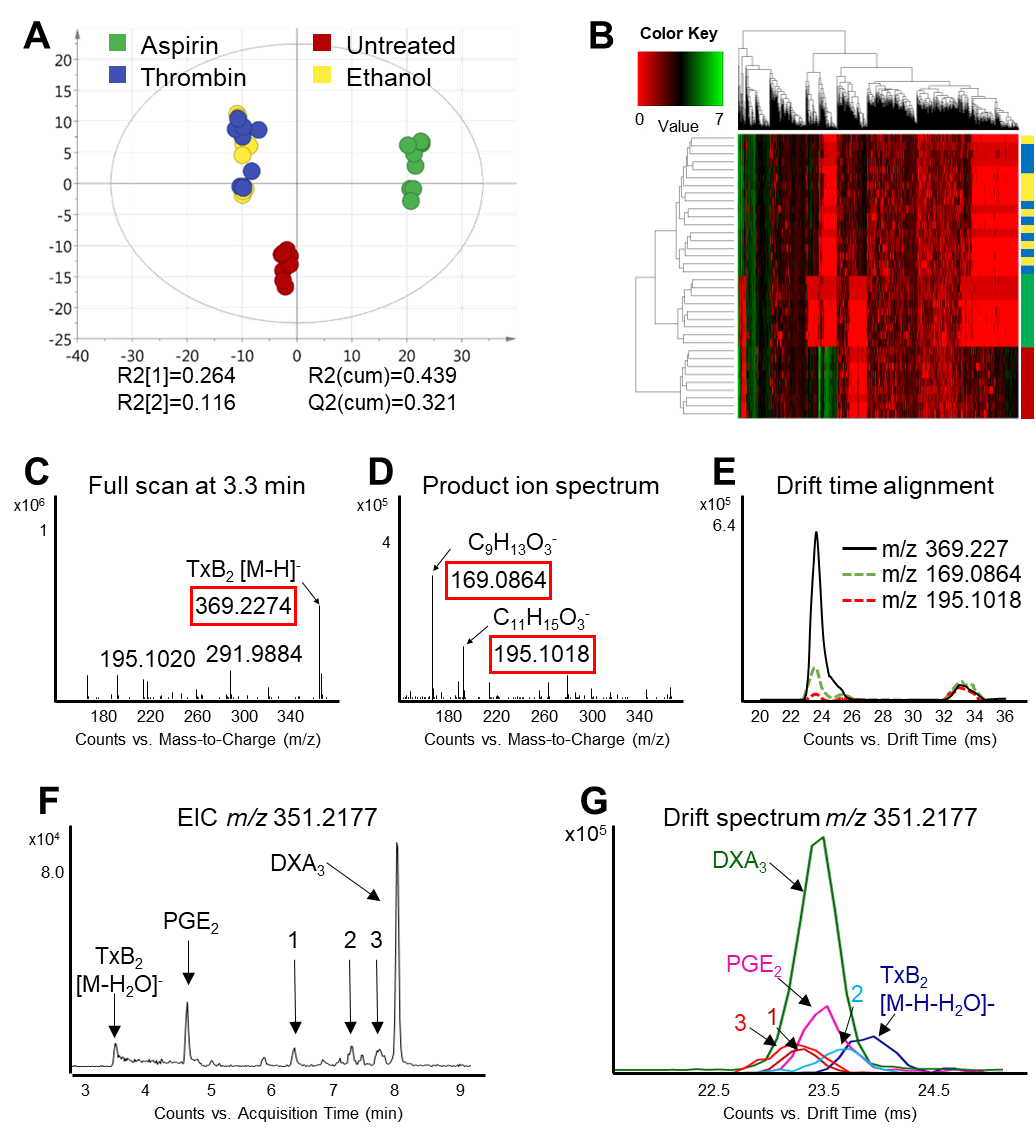 A
Aspirin
Untreated
Thrombin
Ethanol
20
15
10
5
0
-5
-10
-15
-20
-25
-40 -30 -20 -10 0 10 20 30
R2[1]=0.264
R2(cum)=0.439
R2[2]=0.116
Q2(cum)=0.321
B
Color Key
0 7
Value
C
Full scan at 3.3 min
x10⁶
1
TxB₂ [M-H]⁻
369.2274
195.1020
291.9884
180 220 260 300 340
Counts vs. Mass-to-Charge (m/z)
D
Product ion spectrum
x10⁵
4
C₉H₁₃O₃⁻
169.0864
C₁₁H₁₅O₃⁻
195.1018
180 220 260 300 340
Counts vs. Mass-to-Charge (m/z)
E
Drift time alignment
x10⁵
6.4
m/z 369.227
m/z 169.0864
m/z 195.1018
20 22 24 26 28 30 32 34 36
Counts vs. Drift Time (ms)
F
EIC m/z 351.2177
x10⁴
8.0
DXA₃
PGE₂
TxB₂
[M-H₂O]⁻
1
2
3
3 4 5 6 7 8 9
Counts vs. Acquisition Time (min)
G
Drift spectrum m/z 351.2177
x10⁵
DXA₃
PGE₂
TxB₂
[M-H-H₂O]-
2
1
3
22.5 23.5 24.5
Counts vs. Drift Time (ms)